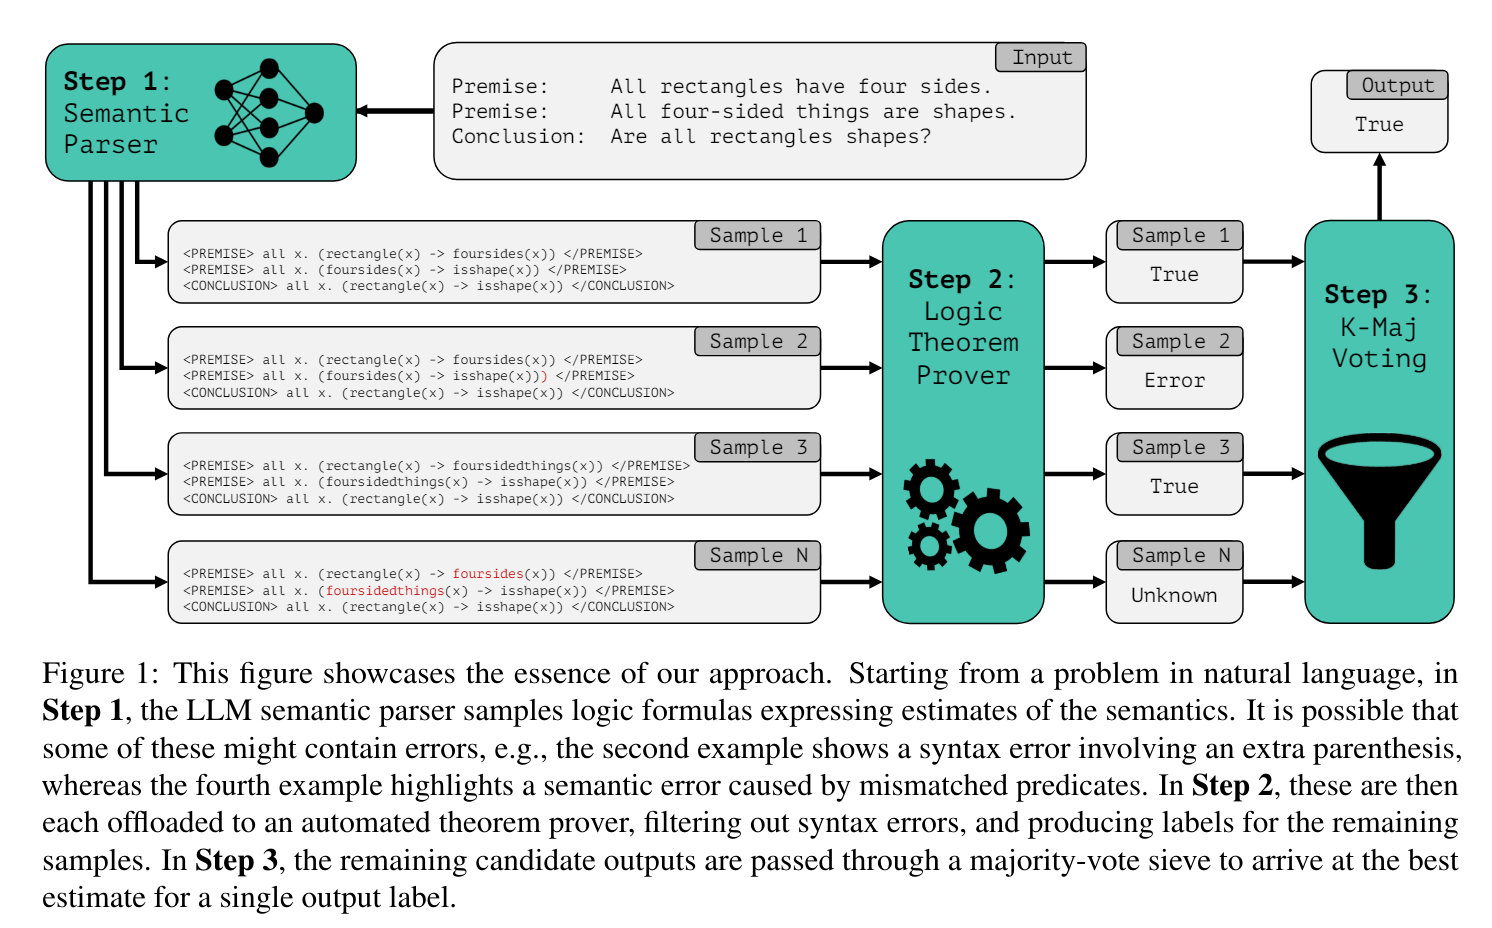 Step 1:
Semantic
Parser
Input
Premise: All rectangles have four sides.
Premise: All four-sided things are shapes.
Conclusion: Are all rectangles shapes?
Output
True
Sample 1
<PREMISE> all x. (rectangle(x) -> foursides(x)) </PREMISE>
<PREMISE> all x. (foursides(x) -> isshape(x)) </PREMISE>
<CONCLUSION> all x. (rectangle(x) -> isshape(x)) </CONCLUSION>
Sample 2
<PREMISE> all x. (rectangle(x) -> foursides(x)) </PREMISE>
<PREMISE> all x. (foursides(x) -> isshape(x))) </PREMISE>
<CONCLUSION> all x. (rectangle(x) -> isshape(x)) </CONCLUSION>
Sample 3
<PREMISE> all x. (rectangle(x) -> foursidedthings(x)) </PREMISE>
<PREMISE> all x. (foursidedthings(x) -> isshape(x)) </PREMISE>
<CONCLUSION> all x. (rectangle(x) -> isshape(x)) </CONCLUSION>
Sample N
<PREMISE> all x. (rectangle(x) -> foursides(x)) </PREMISE>
<PREMISE> all x. (foursidedthings(x) -> isshape(x)) </PREMISE>
<CONCLUSION> all x. (rectangle(x) -> isshape(x)) </CONCLUSION>
Step 2:
Logic
Theorem
Prover
Sample 1
True
Sample 2
Error
Sample 3
True
Sample N
Unknown
Step 3:
K-Maj
Voting
Figure 1: This figure showcases the essence of our approach. Starting from a problem in natural language, in
Step 1, the LLM semantic parser samples logic formulas expressing estimates of the semantics. It is possible that
some of these might contain errors, e.g., the second example shows a syntax error involving an extra parenthesis,
whereas the fourth example highlights a semantic error caused by mismatched predicates. In Step 2, these are then
each offloaded to an automated theorem prover, filtering out syntax errors, and producing labels for the remaining
samples. In Step 3, the remaining candidate outputs are passed through a majority-vote sieve to arrive at the best
estimate for a single output label.